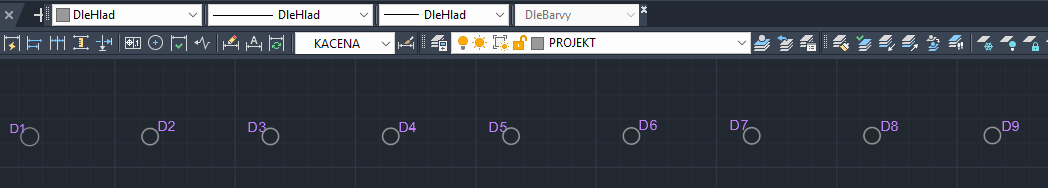 DleHlad DleHlad DleHlad DleBarvy
KACENA PROJEKT
D1 D2 D3 D4 D5 D6 D7 D8 D9